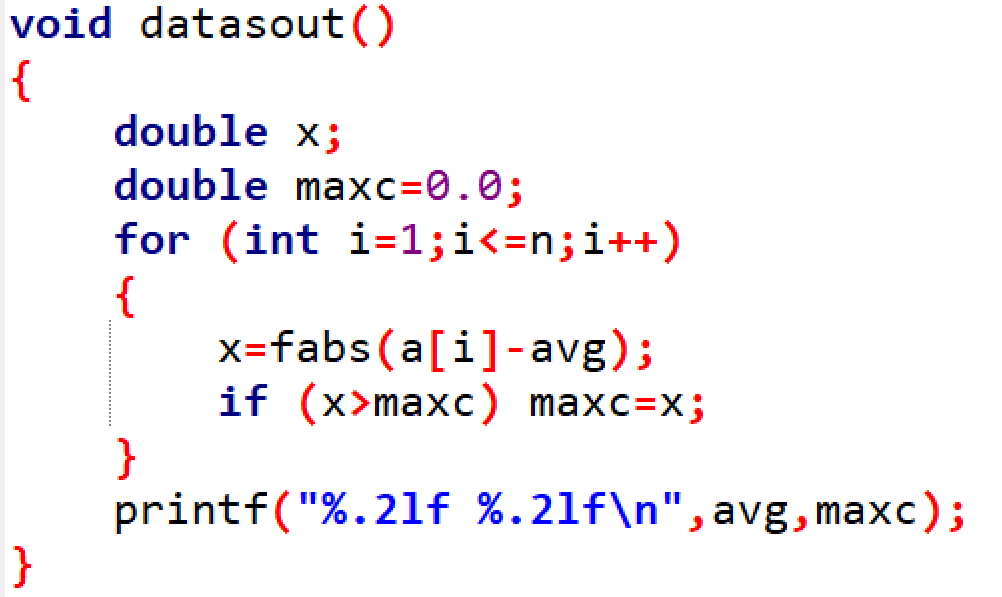 void datasout()
{
    double x;
    double maxc=0.0;
    for (int i=1;i<=n;i++)
    {
        x=fabs(a[i]-avg);
        if (x>maxc) maxc=x;
    }
    printf("%.2lf %.2lf\n",avg,maxc);
}